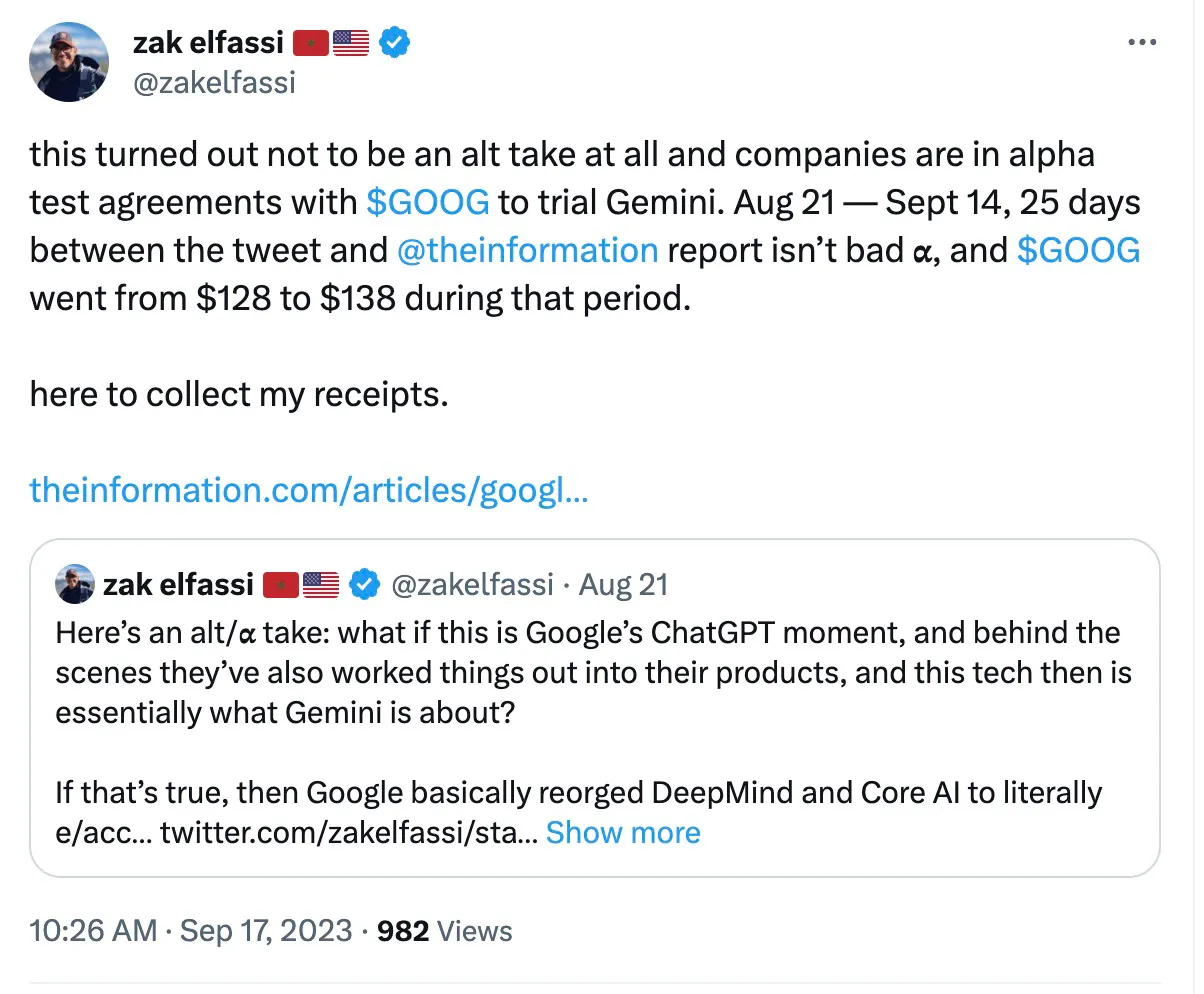 zak elfassi 🇲🇦🇺🇸
@zakelfassi
this turned out not to be an alt take at all and companies are in alpha
test agreements with $GOOG to trial Gemini. Aug 21 — Sept 14, 25 days
between the tweet and @theinformation report isn’t bad 𝞪, and $GOOG
went from $128 to $138 during that period.
here to collect my receipts.
theinformation.com/articles/googl...
zak elfassi 🇲🇦🇺🇸 @zakelfassi · Aug 21
Here’s an alt/𝞪 take: what if this is Google’s ChatGPT moment, and behind the
scenes they’ve also worked things out into their products, and this tech then is
essentially what Gemini is about?
If that’s true, then Google basically reorged DeepMind and Core AI to literally
e/acc... twitter.com/zakelfassi/sta... Show more
10:26 AM · Sep 17, 2023 · 982 Views